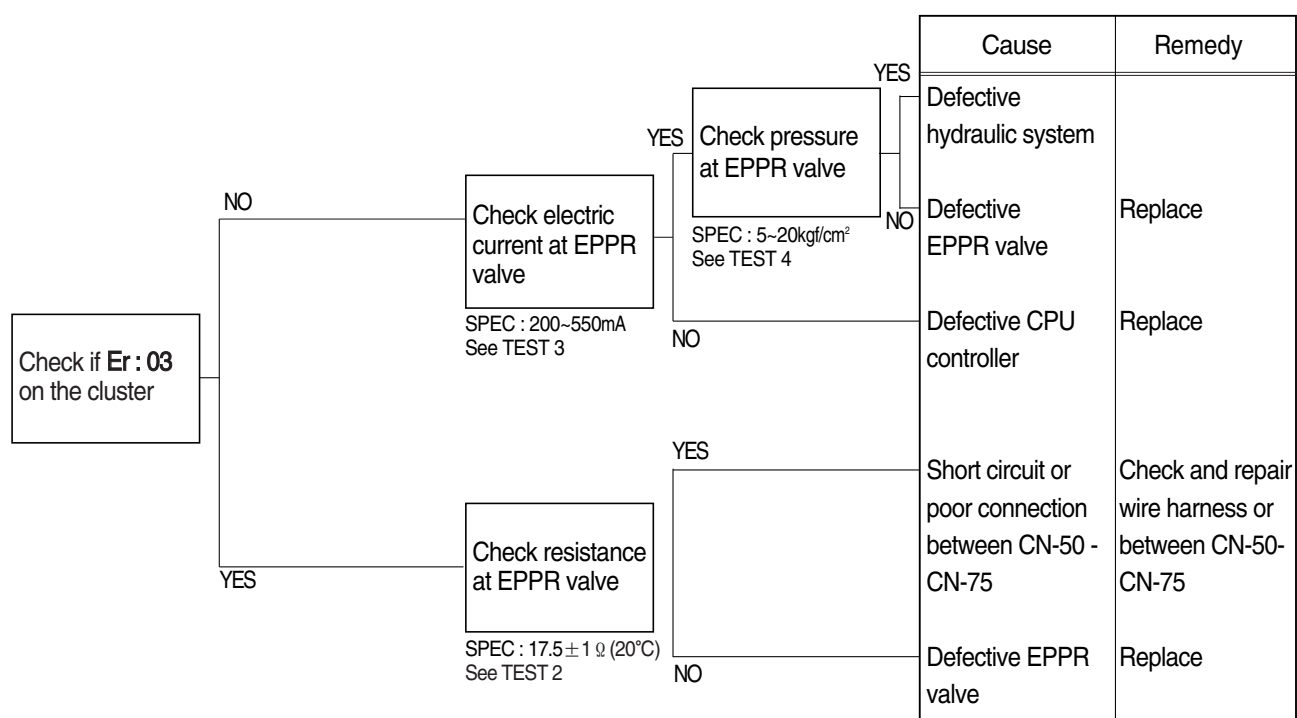 Check if Er : 03
on the cluster
NO
YES
Check electric
current at EPPR
valve
SPEC : 200~550mA
See TEST 3
YES
NO
Check pressure
at EPPR valve
SPEC : 5~20kgf/cm²
See TEST 4
YES
NO
Check resistance
at EPPR valve
SPEC : 17.5±1 Ω (20°C)
See TEST 2
YES
NO
Cause
Remedy
Defective
hydraulic system
Defective
EPPR valve
Replace
Defective CPU
controller
Replace
Short circuit or
poor connection
between CN-50 -
CN-75
Check and repair
wire harness or
between CN-50-
CN-75
Defective EPPR
valve
Replace